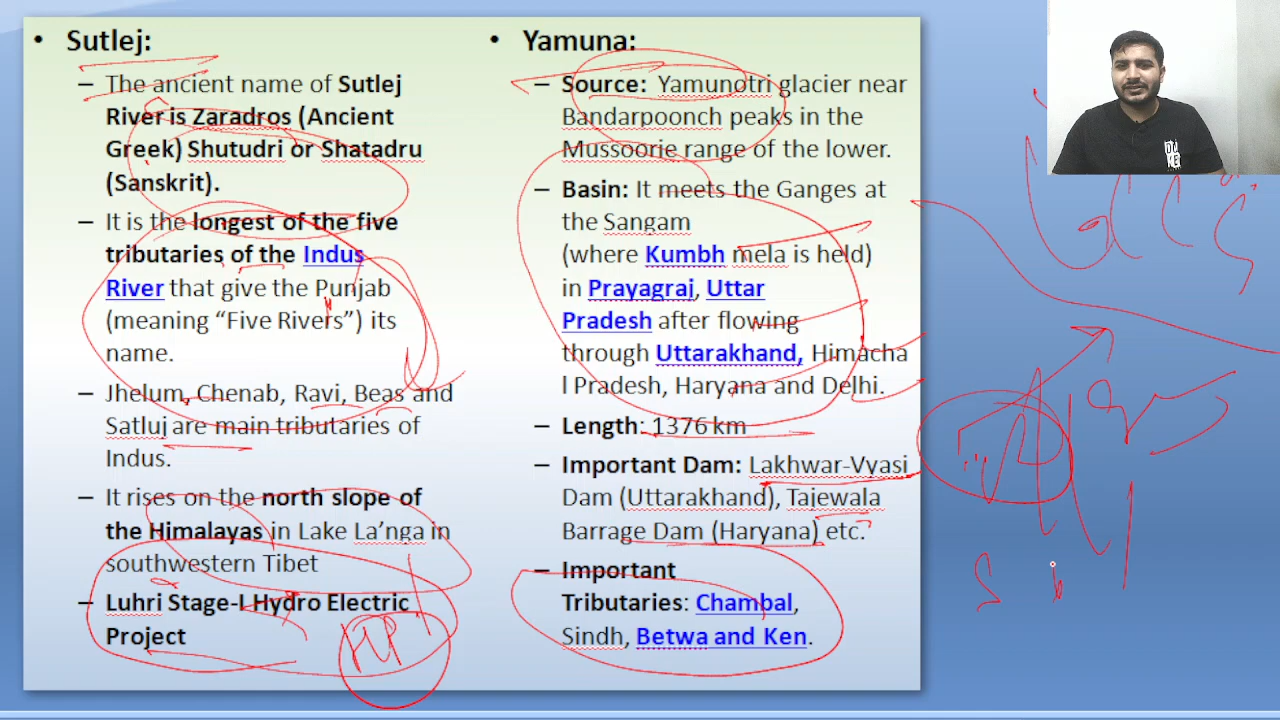 • Sutlej:
– The ancient name of Sutlej
River is Zaradros (Ancient
Greek) Shutudri or Shatadru
(Sanskrit).
– It is the longest of the five
tributaries of the Indus
River that give the Punjab
(meaning “Five Rivers”) its
name.
– Jhelum, Chenab, Ravi, Beas and
Satluj are main tributaries of
Indus.
– It rises on the north slope of
the Himalayas in Lake La’nga in
southwestern Tibet
– Luhri Stage-I Hydro Electric
Project
HP
• Yamuna:
– Source: Yamunotri glacier near
Bandarpoonch peaks in the
Mussoorie range of the lower.
– Basin: It meets the Ganges at
the Sangam
(where Kumbh mela is held)
in Prayagraj, Uttar
Pradesh after flowing
through Uttarakhand, Himacha
l Pradesh, Haryana and Delhi.
– Length: 1376 km
– Important Dam: Lakhwar-Vyasi
Dam (Uttarakhand), Tajewala
Barrage Dam (Haryana) etc.
– Important
Tributaries: Chambal,
Sindh, Betwa and Ken.